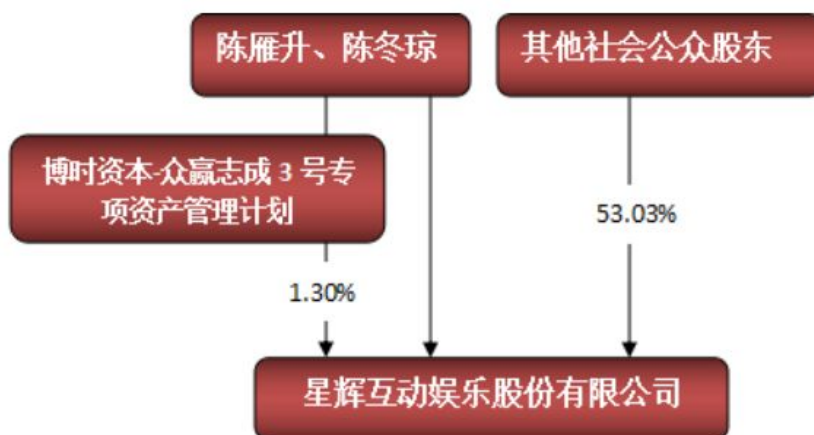 陈雁升、陈冬琼
其他社会公众股东
博时资本-众赢志成 3 号专
项资产管理计划
53.03%
1.30%
星辉互动娱乐股份有限公司